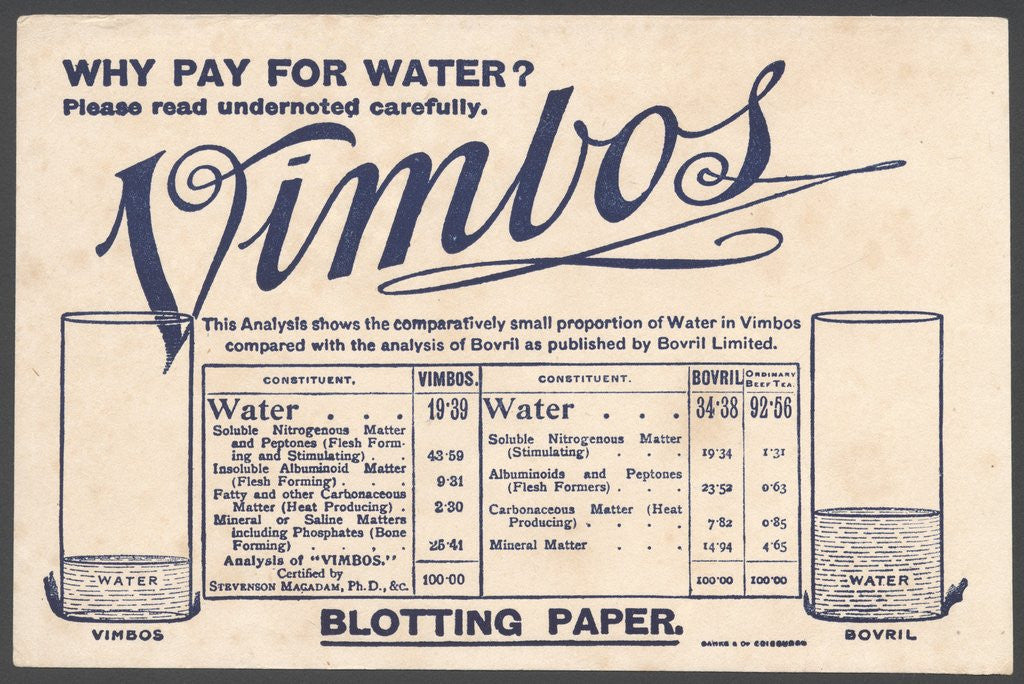 WHY PAY FOR WATER?
Please read undernoted carefully.
Vimbos
This Analysis shows the comparatively small proportion of Water in Vimbos
compared with the analysis of Bovril as published by Bovril Limited.
CONSTITUENT. VIMBOS.
Water . . . 19·39
Soluble Nitrogenous Matter
and Peptones (Flesh Form-
ing and Stimulating) . . 43·59
Insoluble Albuminoid Matter
(Flesh Forming) . . . 9·31
Fatty and other Carbonaceous
Matter (Heat Producing) . 2·30
Mineral or Saline Matters
including Phosphates (Bone
Forming) . . . . 25·41
Analysis of "VIMBOS."
Certified by
STEVENSON MACADAM, Ph.D., &c. 100·00
CONSTITUENT. BOVRIL ORDINARY
BEEF TEA.
Water . . . 34·38 92·56
Soluble Nitrogenous Matter
(Stimulating) . . . 19·34 1·31
Albuminoids and Peptones
(Flesh Formers) . . . 23·52 0·63
Carbonaceous Matter (Heat
Producing) . . . . 7·82 0·85
Mineral Matter . . . 14·94 4·65
100·00 100·00
WATER
VIMBOS
WATER
BOVRIL
BLOTTING PAPER.
BANKS & Co EDINBURGH